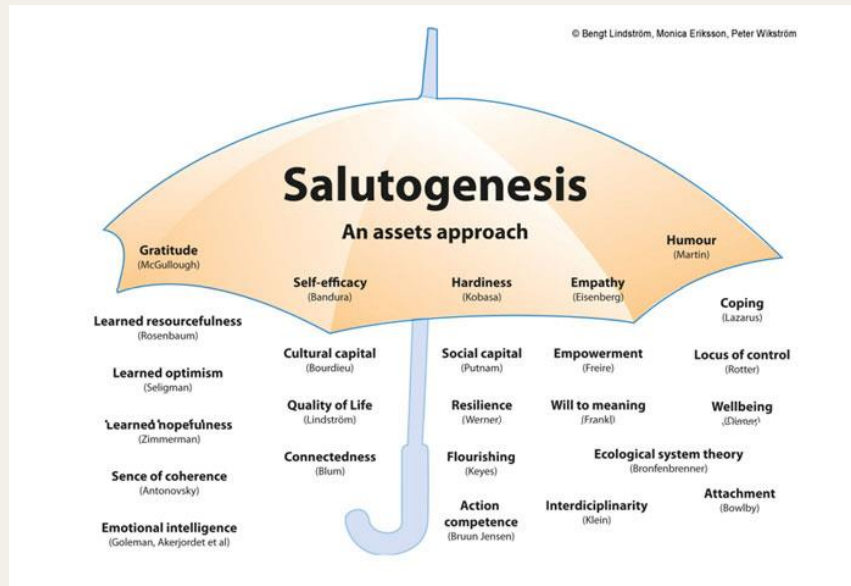 © Bengt Lindström, Monica Eriksson, Peter Wikström
Salutogenesis
An assets approach
Gratitude
(McGullough)
Humour
(Martin)
Self-efficacy
(Bandura)
Hardiness
(Kobasa)
Empathy
(Eisenberg)
Coping
(Lazarus)
Learned resourcefulness
(Rosenbaum)
Cultural capital
(Bourdieu)
Social capital
(Putnam)
Empowerment
(Freire)
Locus of control
(Rotter)
Learned optimism
(Seligman)
Quality of Life
(Lindström)
Resilience
(Werner)
Will to meaning
(Frankl)
Wellbeing
Learned hopefulness
(Zimmerman)
Connectedness
(Blum)
Flourishing
(Keyes)
Ecological system theory
(Bronfenbrenner)
Sence of coherence
(Antonovsky)
Action
competence
(Bruun Jensen)
Interdiciplinarity
(Klein)
Attachment
(Bowlby)
Emotional intelligence
(Goleman, Akerjordet et al)